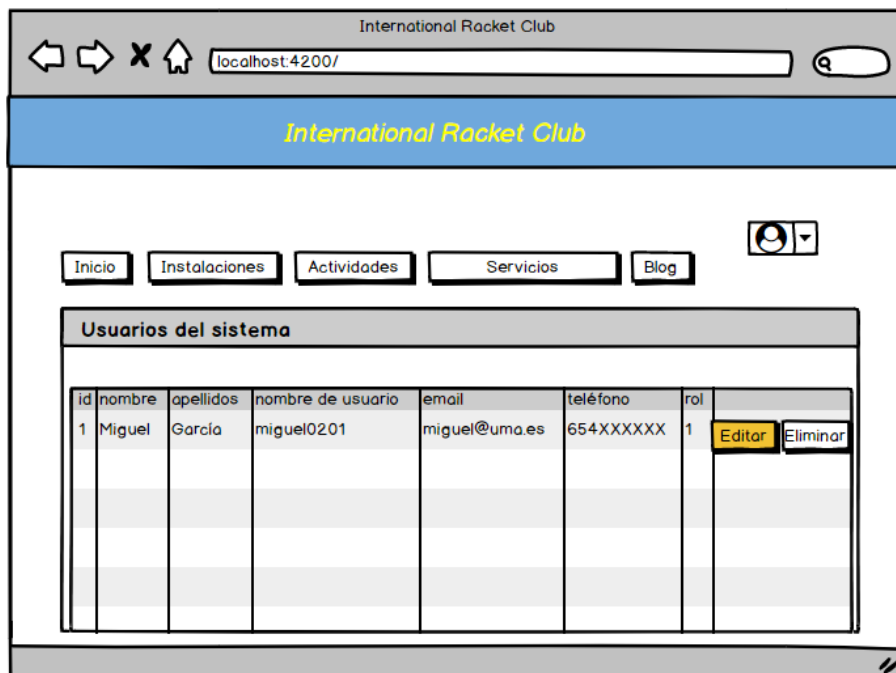 International Racket Club
localhost:4200/
International Racket Club
Inicio Instalaciones Actividades Servicios Blog
Usuarios del sistema
id nombre apellidos nombre de usuario email teléfono rol
1 Miguel García miguel0201 miguel@uma.es 654XXXXXX 1 Editar Eliminar